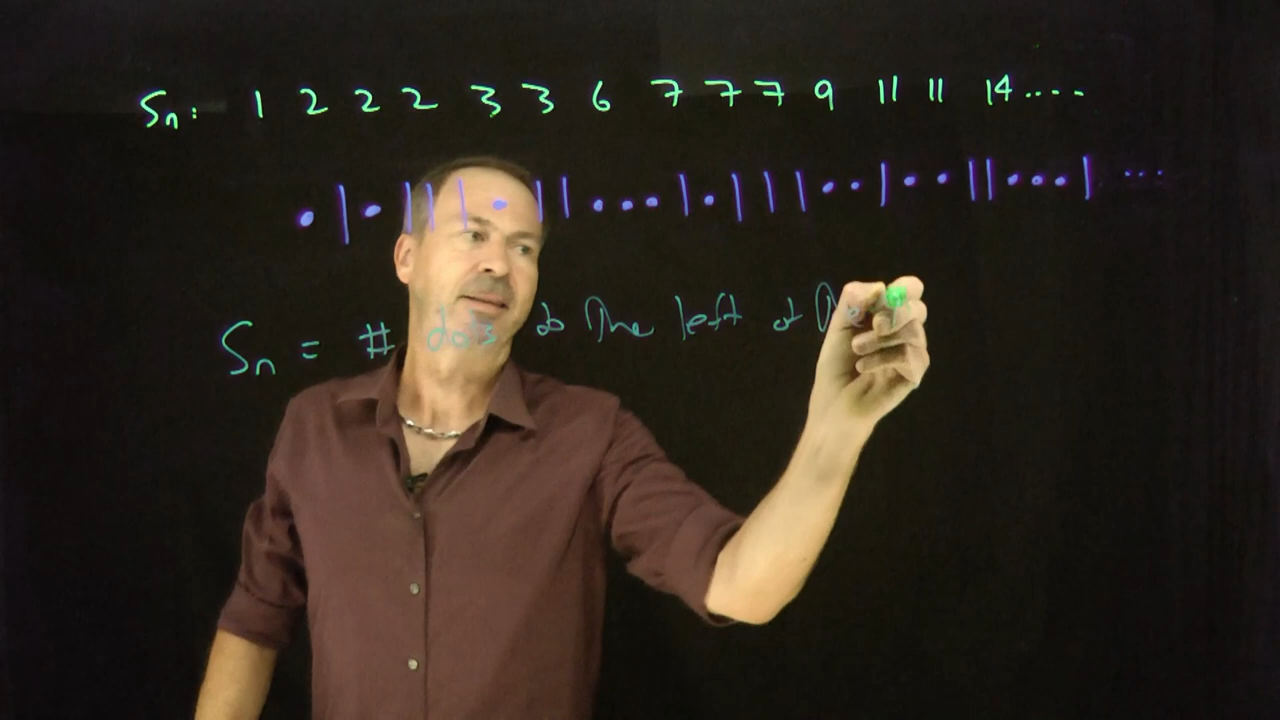 Sn: 1 2 2 2 3 3 6 7 7 7 9 11 11 14....
•|•|||•||•••|•|||••|••||•••|...
Sn = # dots to the left of the